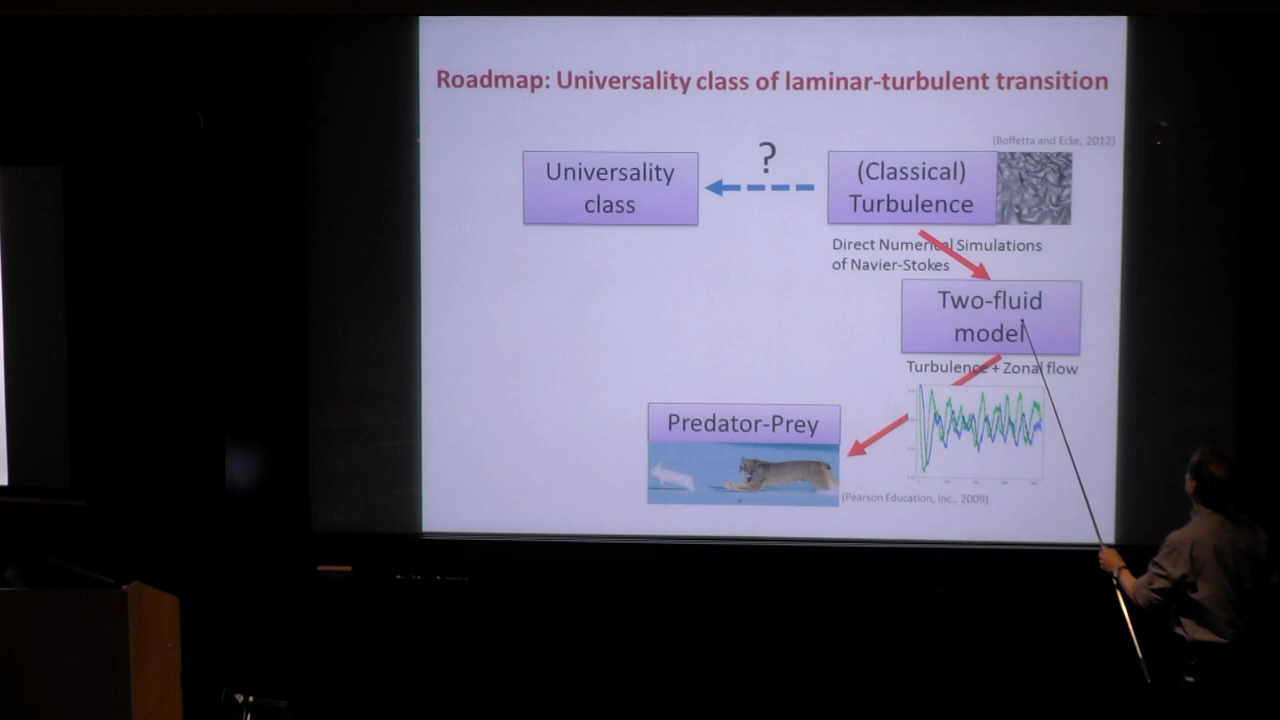 Roadmap: Universality class of laminar-turbulent transition
(Boffetta and Ecke, 2012)
?
Universality
class
(Classical)
Turbulence
Direct Numerical Simulations
of Navier-Stokes
Two-fluid
model
Turbulence + Zonal flow
Predator-Prey
(Pearson Education, Inc., 2009)